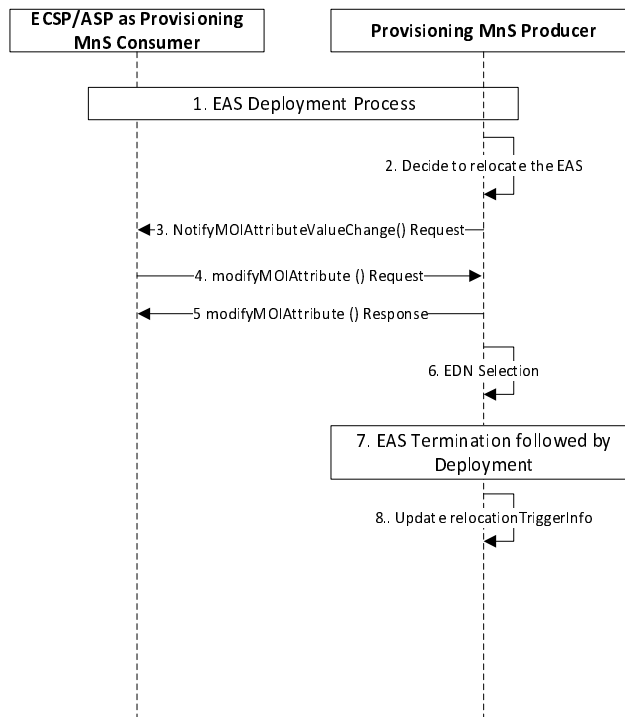 ECSP/ASP as Provisioning
MnS Consumer
Provisioning MnS Producer
1. EAS Deployment Process
2. Decide to relocate the EAS
3. NotifyMOIAttributeValueChange() Request
4. modifyMOIAttribute () Request
5 modifyMOIAttribute () Response
6. EDN Selection
7. EAS Termination followed by
Deployment
8.. Update relocationTriggerInfo